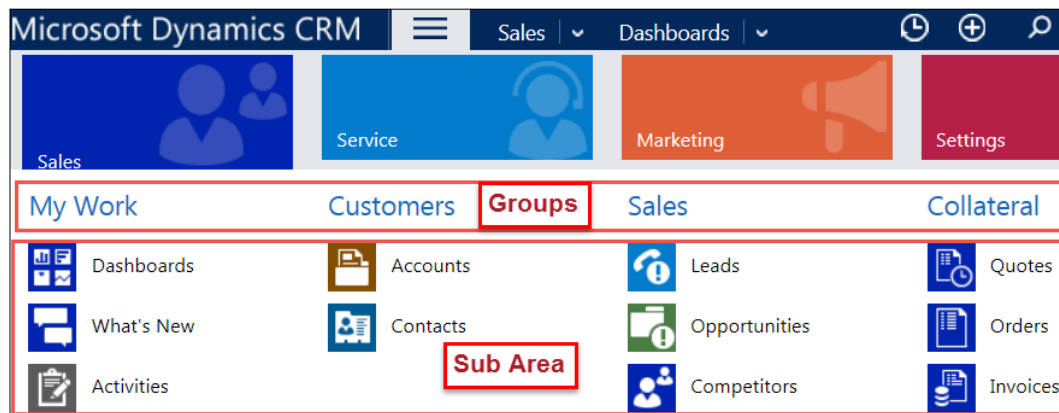 Microsoft Dynamics CRM Sales Dashboards
Sales Service Marketing Settings
My Work Customers Groups Sales Collateral
Dashboards Accounts Leads Quotes
What's New Contacts Opportunities Orders
Sub Area
Activities Competitors Invoices